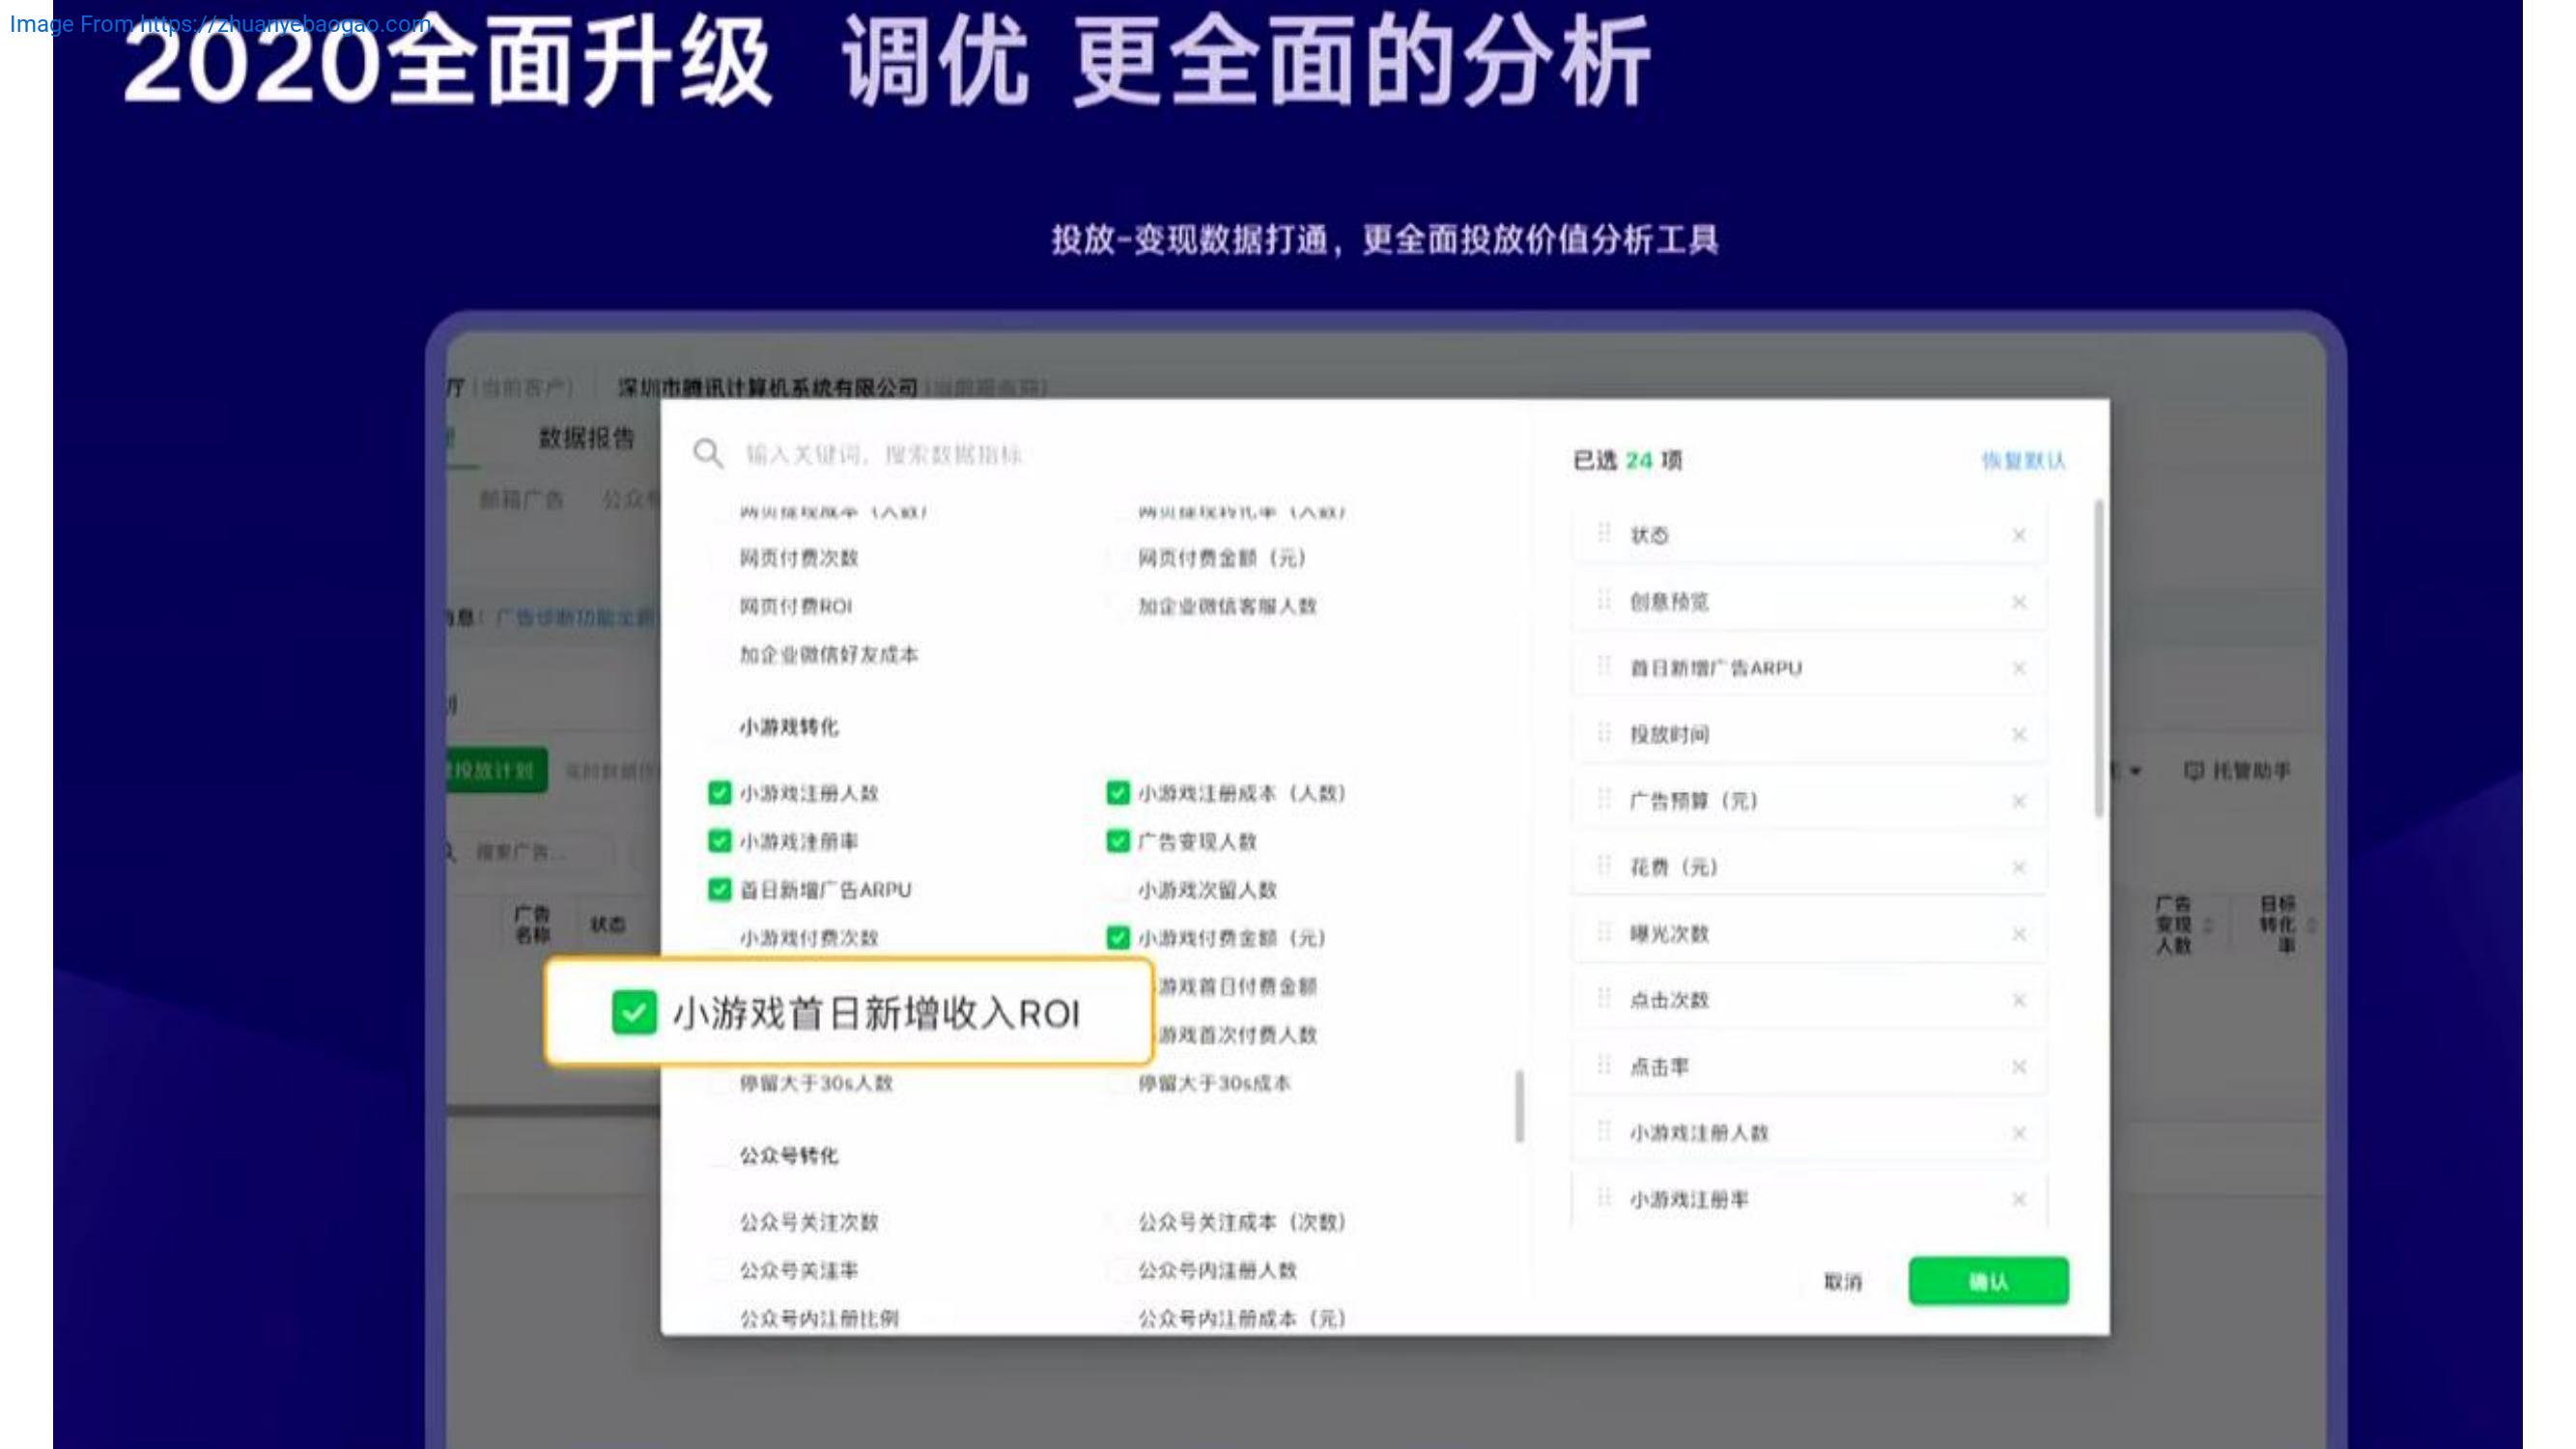 Image From https://zhuanyebaogao.com
2020全面升级 调优 更全面的分析
投放-变现数据打通，更全面投放价值分析工具
厅（当前客户） 深圳市腾讯计算机系统有限公司
数据报告
邮箱广告 公众
输入关键词，搜索数据指标
已选 24 项 恢复默认
网页付费次数 网页付费金额（元）
网页付费ROI 加企业微信客服人数
加企业微信好友成本
小游戏转化
小游戏注册人数 小游戏注册成本（人数）
小游戏注册率 广告变现人数
首日新增广告ARPU 小游戏次留人数
小游戏付费次数 小游戏付费金额（元）
游戏首日付费金额
小游戏首日新增收入ROI
游戏首次付费人数
停留大于30s人数 停留大于30s成本
公众号转化
公众号关注次数 公众号关注成本（次数）
公众号关注率 公众号内注册人数
公众号内注册比例 公众号内注册成本（元）
状态
创意预览
首日新增广告ARPU
投放时间
广告预算（元）
花费（元）
曝光次数
点击次数
点击率
小游戏注册人数
小游戏注册率
取消 确认
息：广告诊断功能全新
投放计划
托管助手
搜索广告...
广告名称 状态
广告变现人数 目标转化率